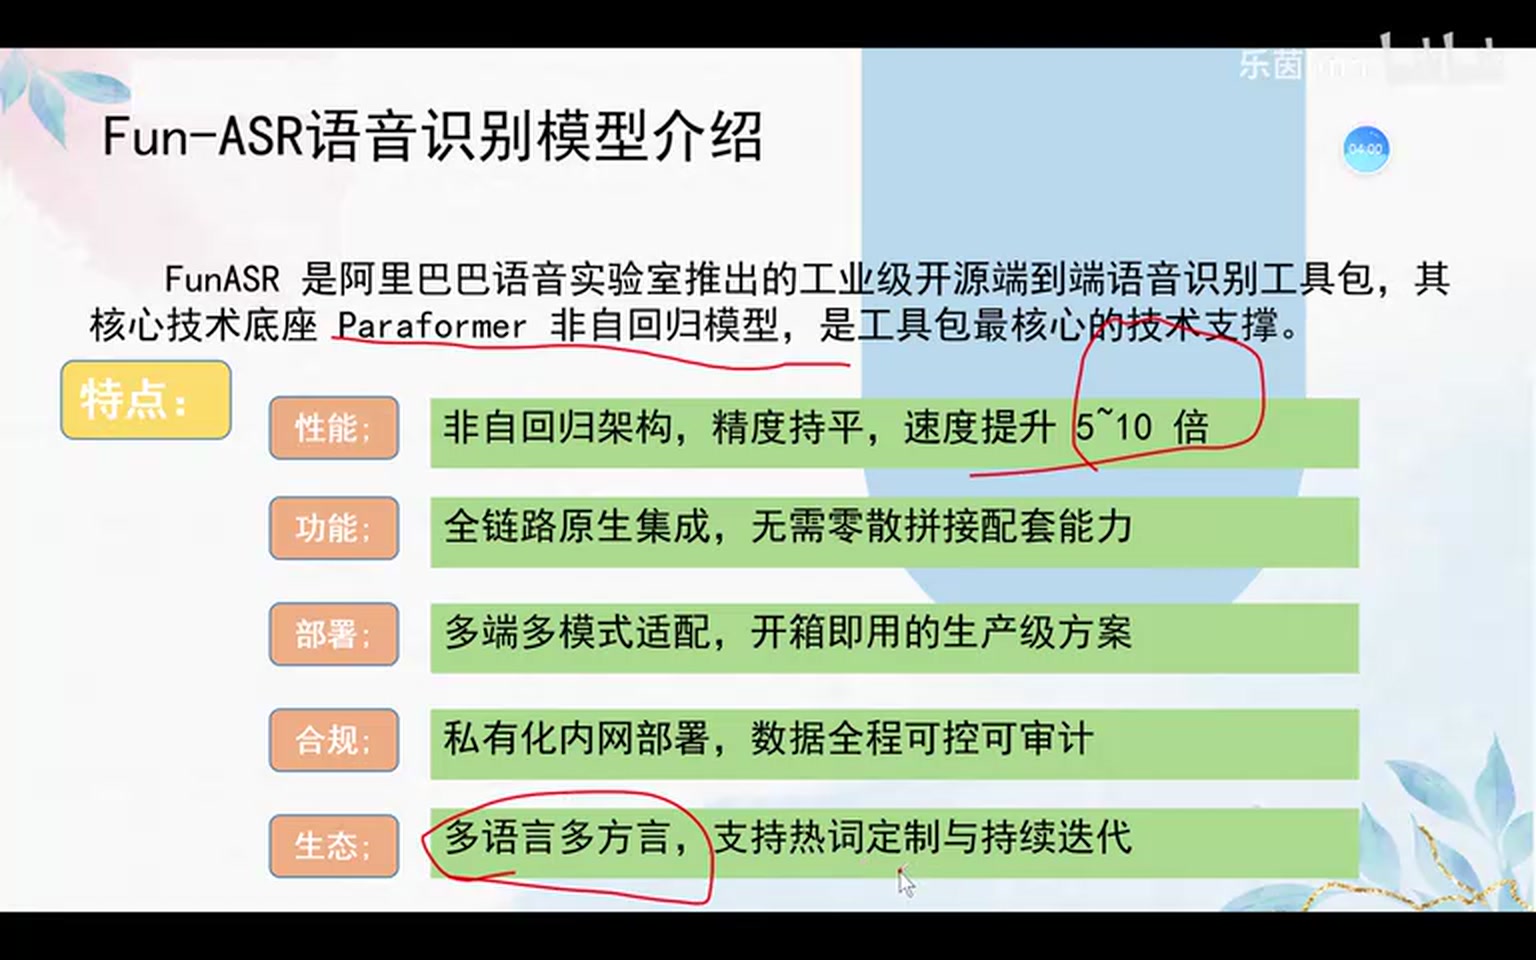 乐茵
04:00
Fun-ASR语音识别模型介绍
FunASR 是阿里巴巴语音实验室推出的工业级开源端到端语音识别工具包，其
核心技术底座 Paraformer 非自回归模型，是工具包最核心的技术支撑。
特点：
性能；
非自回归架构，精度持平，速度提升 5~10 倍
功能；
全链路原生集成，无需零散拼接配套能力
部署；
多端多模式适配，开箱即用的生产级方案
合规；
私有化内网部署，数据全程可控可审计
生态；
多语言多方言，支持热词定制与持续迭代